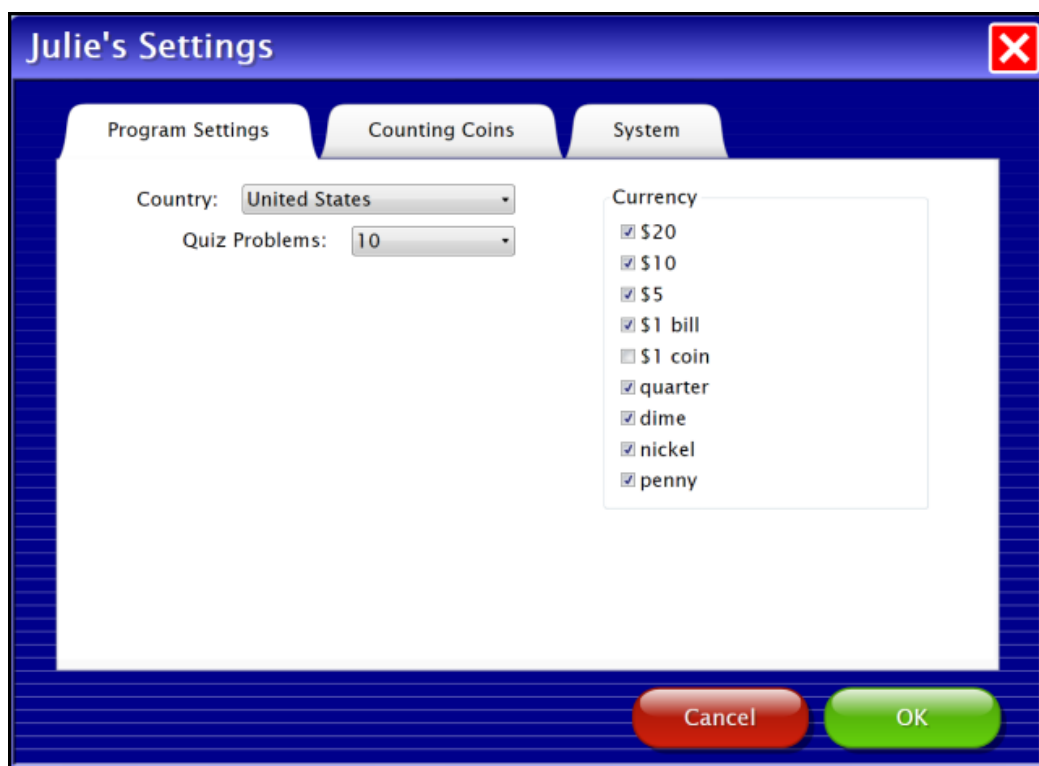 Julie's Settings
Program Settings
Counting Coins
System
Country: United States
Quiz Problems: 10
Currency
$20
$10
$5
$1 bill
$1 coin
quarter
dime
nickel
penny
Cancel
OK